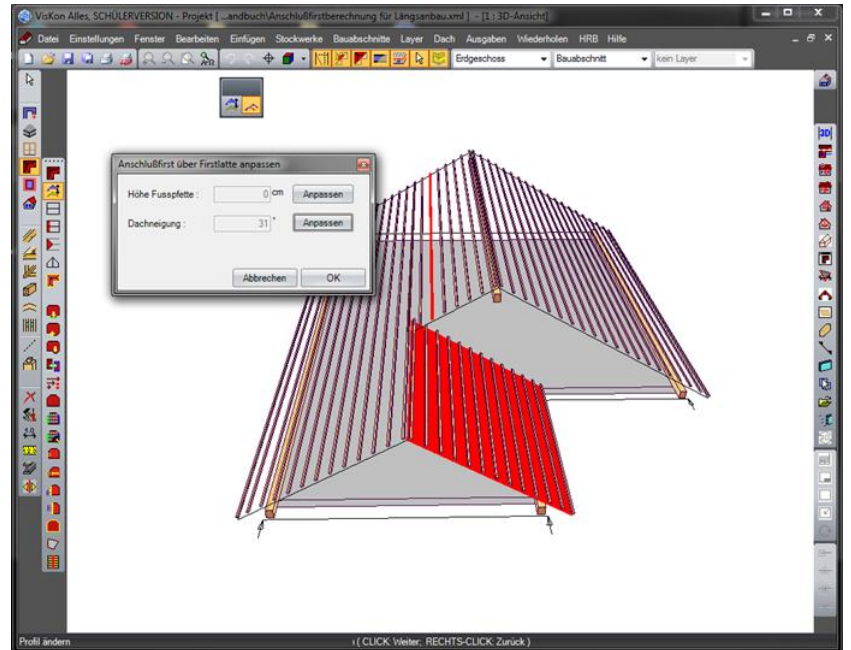 VisKon Alles, SCHÜLERVERSION - Projekt [ ...andbuch\Anschlußfirstberechnung für Längsanbau.xml ] - [1 : 3D-Ansicht]
Datei Einstellungen Fenster Bearbeiten Einfügen Stockwerke Bauabschnitte Layer Dach Ausgaben Wiederholen HRB Hilfe
Erdgeschoss Bauabschnitt kein Layer
3D
Anschlußfirst über Firstlatte anpassen
Höhe Fusspfette : 0 cm Anpassen
Dachneigung : 31 ° Anpassen
Abbrechen OK
Profil ändern ( CLICK: Weiter; RECHTS-CLICK: Zurück )